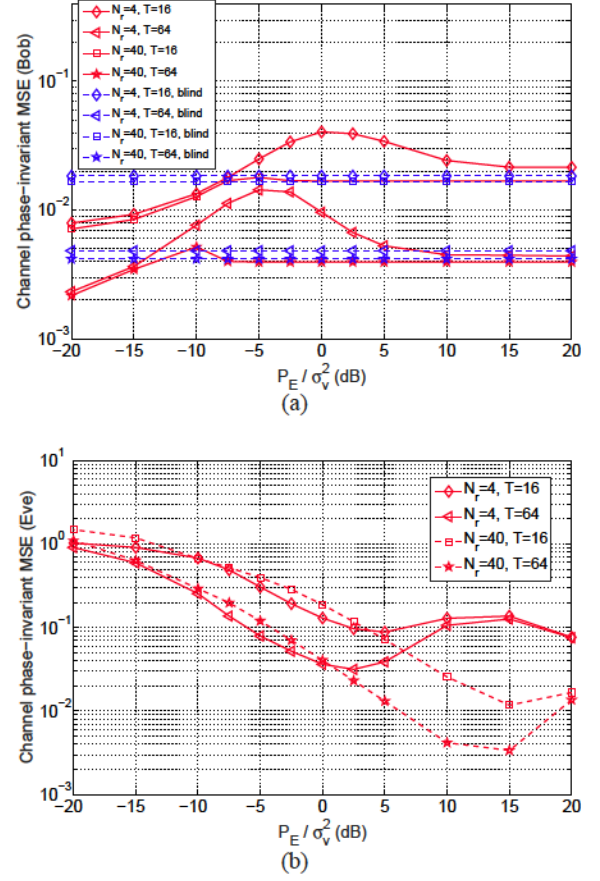 Channel phase-invariant MSE (Bob)
N_r=4, T=16
N_r=4, T=64
N_r=40, T=16
N_r=40, T=64
N_r=4, T=16, blind
N_r=4, T=64, blind
N_r=40, T=16, blind
N_r=40, T=64, blind
10^{-1}
10^{-2}
10^{-3}
−20 −15 −10 −5 0 5 10 15 20
P_E / σ_v^2 (dB)
(a)
Channel phase-invariant MSE (Eve)
N_r=4, T=16
N_r=4, T=64
N_r=40, T=16
N_r=40, T=64
10^1
10^0
10^{-1}
10^{-2}
10^{-3}
−20 −15 −10 −5 0 5 10 15 20
P_E / σ_v^2 (dB)
(b)